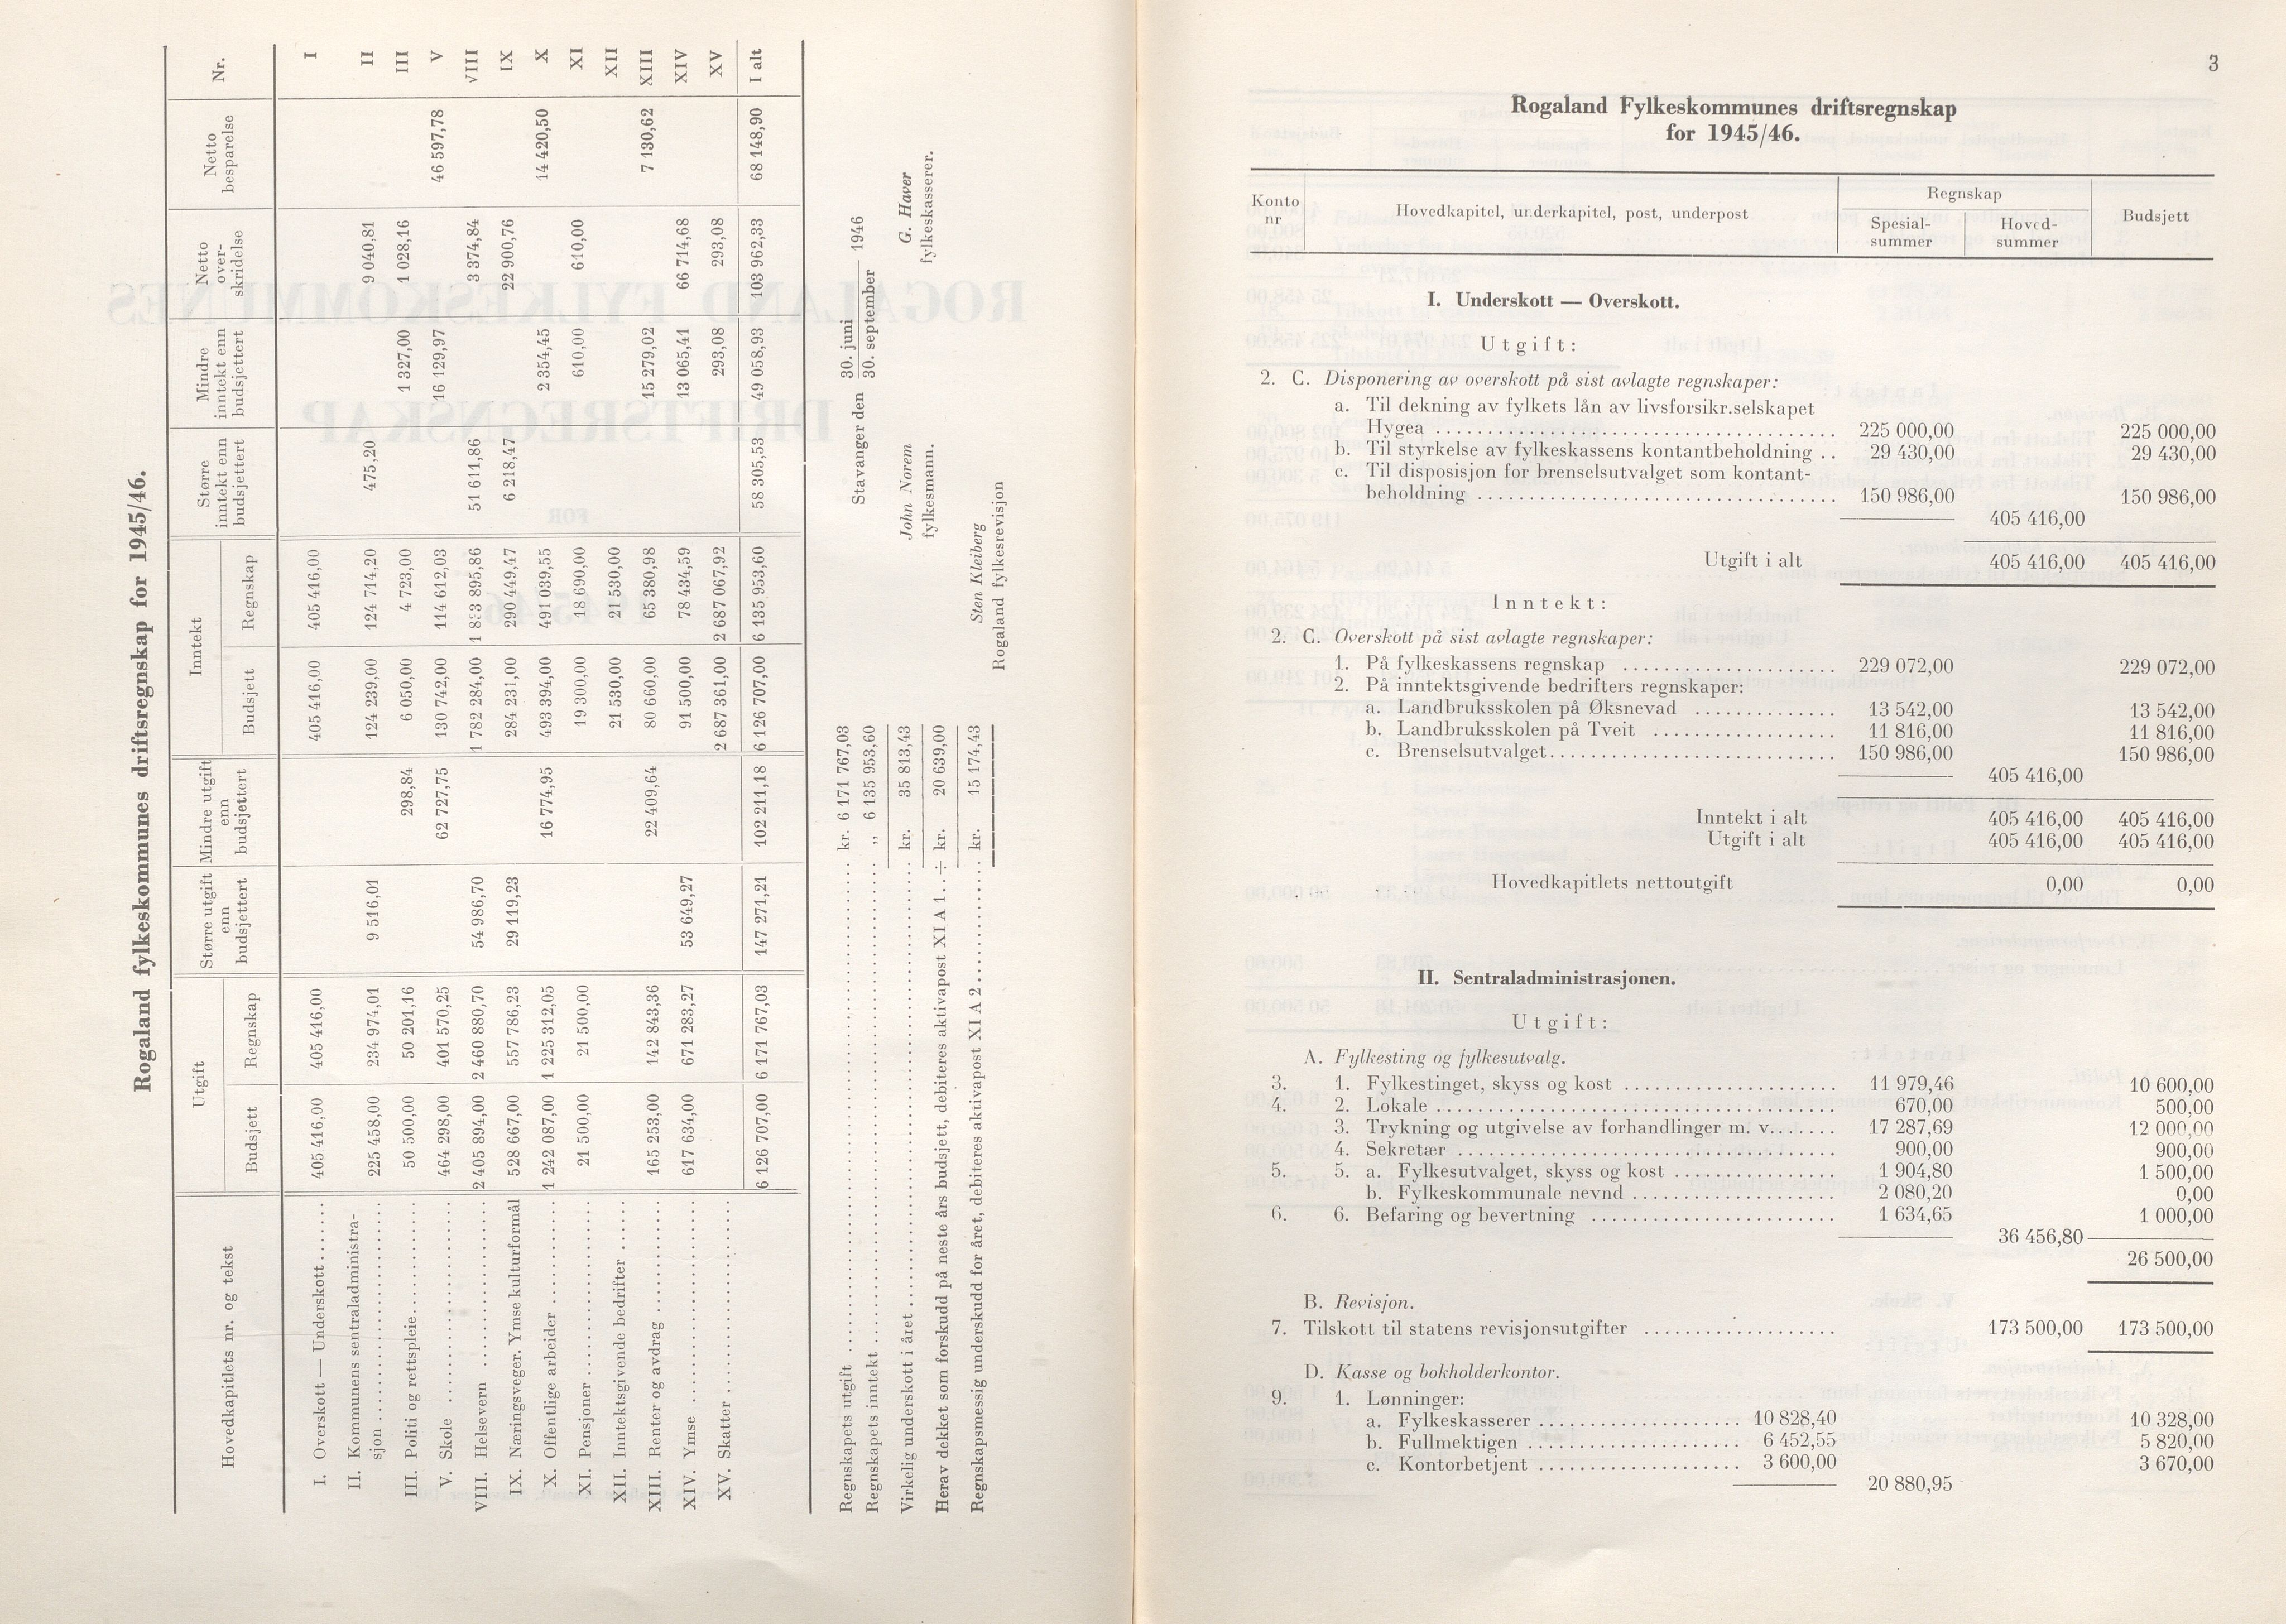 Rogaland fylkeskommunes driftsregnskap for 1945/46.
Hovedkapitlets nr. og tekst | Utgift | Større utgift enn budsjettert | Mindre utgift enn budsjettert | Inntekt | Større inntekt enn budsjettert | Mindre inntekt enn budsjettert | Netto over-skridelse | Netto besparelse | Nr.
Budsjett | Regnskap | Budsjett | Regnskap
I. Overskott — Underskott ...... 405 416,00 405 416,00 405 416,00 405 416,00 I
II. Kommunens sentraladministra-
sjon ...... 225 458,00 234 974,01 9 516,01 124 239,00 124 714,20 475,20 9 040,81 II
III. Politi og rettspleie ...... 50 500,00 50 201,16 298,84 6 050,00 4 723,00 1 327,00 1 028,16 III
V. Skole ...... 464 298,00 401 570,25 62 727,75 130 742,00 114 612,03 16 129,97 46 597,78 V
VIII. Helsevern ...... 2 405 894,00 2 460 880,70 54 986,70 1 782 284,00 1 833 895,86 51 611,86 3 374,84 VIII
IX. Næringsveger. Ymse kulturformål 528 667,00 557 786,23 29 119,23 284 231,00 290 449,47 6 218,47 22 900,76 IX
X. Offentlige arbeider ...... 1 242 087,00 1 225 312,05 16 774,95 493 394,00 491 039,55 2 354,45 14 420,50 X
XI. Pensjoner ...... 21 500,00 21 500,00 19 300,00 18 690,00 610,00 610,00 XI
XII. Inntektsgivende bedrifter ...... 21 530,00 21 530,00 XII
XIII. Renter og avdrag ...... 165 253,00 142 843,36 22 409,64 80 660,00 65 380,98 15 279,02 7 130,62 XIII
XIV. Ymse ...... 617 634,00 671 283,27 53 649,27 91 500,00 78 434,59 13 065,41 66 714,68 XIV
XV. Skatter ...... 2 687 361,00 2 687 067,92 293,08 293,08 XV
6 126 707,00 6 171 767,03 147 271,21 102 211,18 6 126 707,00 6 135 953,60 58 305,53 49 058,93 103 962,33 68 148,90 I alt
Regnskapets utgift ...... kr. 6 171 767,03
Regnskapets inntekt ...... „ 6 135 953,60
Virkelig underskott i året ...... kr. 35 813,43
Herav dekket som forskudd på neste års budsjett, debiteres aktivapost XI A 1. . ÷ kr. 20 639,00
Regnskapsmessig underskudd for året, debiteres aktivapost XI A 2 ...... kr. 15 174,43
Stavanger den 30. juni
30. september 1946
John Norem
fylkesmann.
G. Haver
fylkeskasserer.
Sten Kleiberg
Rogaland fylkesrevisjon
3
Rogaland Fylkeskommunes driftsregnskap
for 1945/46.
Konto nr | Hovedkapitel, underkapitel, post, underpost | Regnskap | Budsjett
Spesial-summer | Hoved-summer
I. Underskott — Overskott.
Utgift:
2. C. Disponering av overskott på sist avlagte regnskaper:
a. Til dekning av fylkets lån av livsforsikr.selskapet
Hygea ...... 225 000,00 225 000,00
b. Til styrkelse av fylkeskassens kontantbeholdning .. 29 430,00 29 430,00
c. Til disposisjon for brenselsutvalget som kontant-
beholdning ...... 150 986,00 150 986,00
405 416,00
Utgift i alt 405 416,00 405 416,00
Inntekt:
2. C. Overskott på sist avlagte regnskaper:
1. På fylkeskassens regnskap ...... 229 072,00 229 072,00
2. På inntektsgivende bedrifters regnskaper:
a. Landbruksskolen på Øksnevad ...... 13 542,00 13 542,00
b. Landbruksskolen på Tveit ...... 11 816,00 11 816,00
c. Brenselsutvalget ...... 150 986,00 150 986,00
405 416,00
Inntekt i alt 405 416,00 405 416,00
Utgift i alt 405 416,00 405 416,00
Hovedkapitlets nettoutgift 0,00 0,00
II. Sentraladministrasjonen.
Utgift:
A. Fylkesting og fylkesutvalg.
3. 1. Fylkestinget, skyss og kost ...... 11 979,46 10 600,00
4. 2. Lokale ...... 670,00 500,00
3. Trykning og utgivelse av forhandlinger m. v. ...... 17 287,69 12 000,00
4. Sekretær ...... 900,00 900,00
5. 5. a. Fylkesutvalget, skyss og kost ...... 1 904,80 1 500,00
b. Fylkeskommunale nevnd ...... 2 080,20 0,00
6. 6. Befaring og bevertning ...... 1 634,65 1 000,00
36 456,80
26 500,00
B. Revisjon.
7. Tilskott til statens revisjonsutgifter ...... 173 500,00 173 500,00
D. Kasse og bokholderkontor.
9. 1. Lønninger:
a. Fylkeskasserer ...... 10 828,40 10 328,00
b. Fullmektigen ...... 6 452,55 5 820,00
c. Kontorbetjent ...... 3 600,00 3 670,00
20 880,95